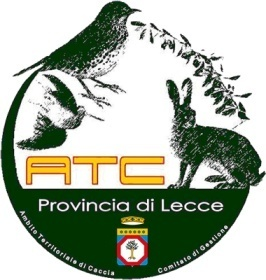 ATC
Provincia di Lecce
Ambito Territoriale di Caccia
Comitato di Gestione